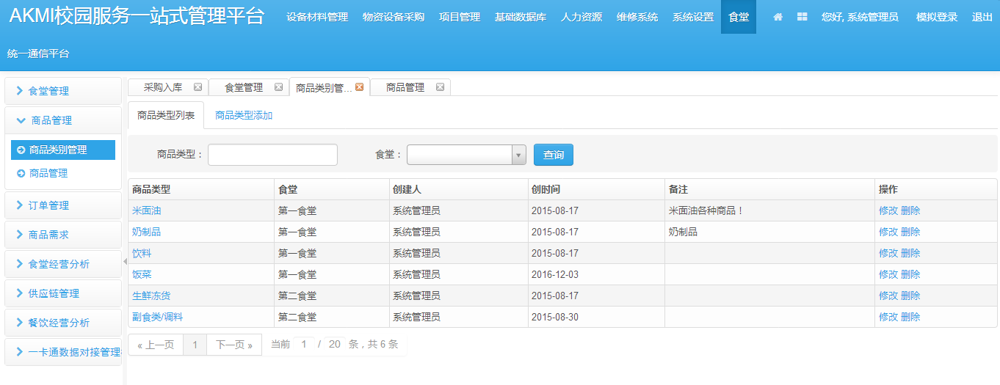 AKMI校园服务一站式管理平台 设备材料管理 物资设备采购 项目管理 基础数据库 人力资源 维修系统 系统设置 食堂 您好, 系统管理员 模拟登录 退出
统一通信平台
食堂管理
商品管理
商品类别管理
商品管理
订单管理
商品需求
食堂经营分析
供应链管理
餐饮经营分析
一卡通数据对接管理
采购入库 食堂管理 商品类别管... 商品管理
商品类型列表 商品类型添加
商品类型： 食堂： 查询
商品类型 食堂 创建人 创时间 备注 操作
米面油 第一食堂 系统管理员 2015-08-17 米面油各种商品！ 修改 删除
奶制品 第一食堂 系统管理员 2015-08-17 奶制品 修改 删除
饮料 第一食堂 系统管理员 2015-08-17 修改 删除
饭菜 第一食堂 系统管理员 2016-12-03 修改 删除
生鲜冻货 第二食堂 系统管理员 2015-08-17 修改 删除
副食类/调料 第二食堂 系统管理员 2015-08-30 修改 删除
« 上一页 1 下一页 » 当前 1 / 20 条，共 6 条